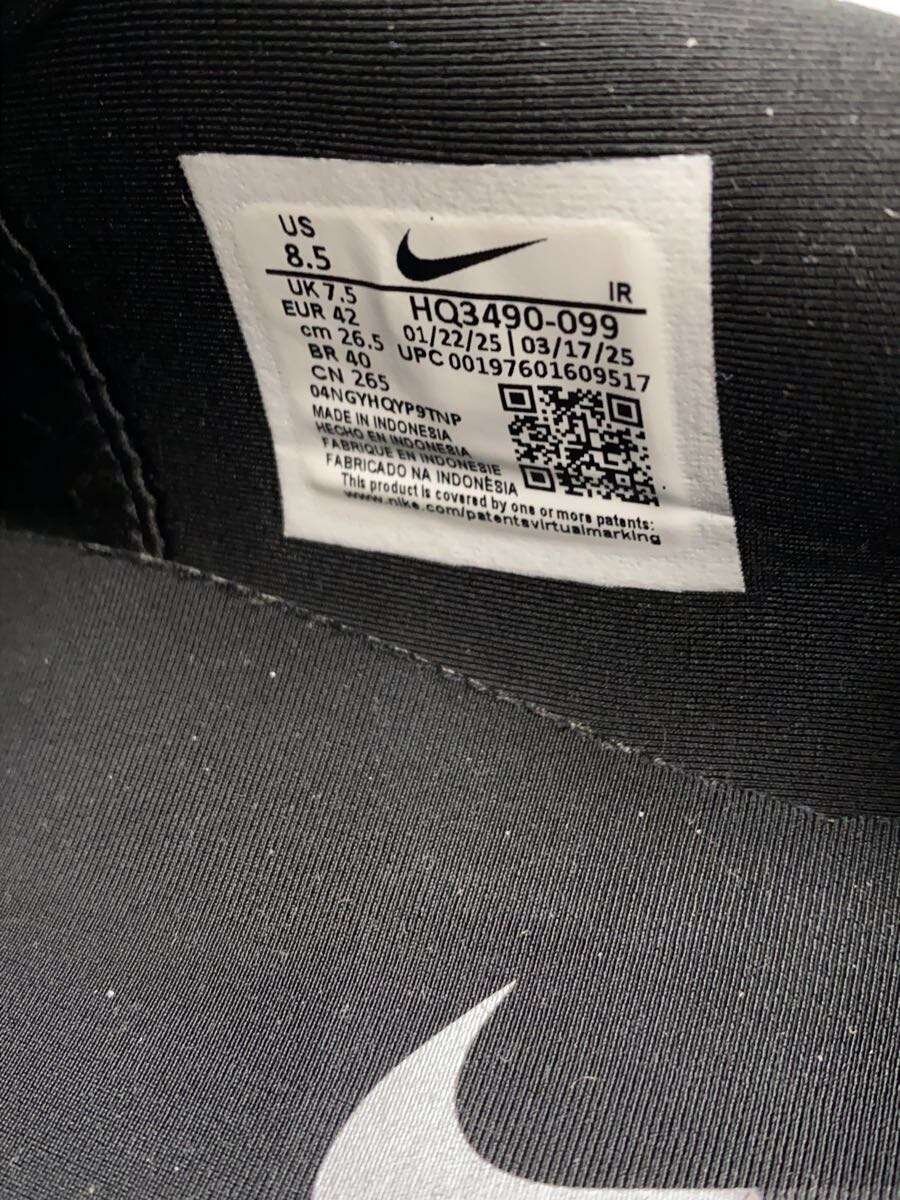 US
8.5
IR
UK 7.5
HQ3490-099
EUR 42
01/22/25 | 03/17/25
cm 26.5
UPC 00197601609517
BR 40
CN 265
04NGYHQYP9TNP
MADE IN INDONESIA
HECHO EN INDONESIA
FABRIQUE EN INDONESIE
FABRICADO NA INDONÉSIA
This product is covered by one or more patents:
www.nike.com/patentsvirtualmarking